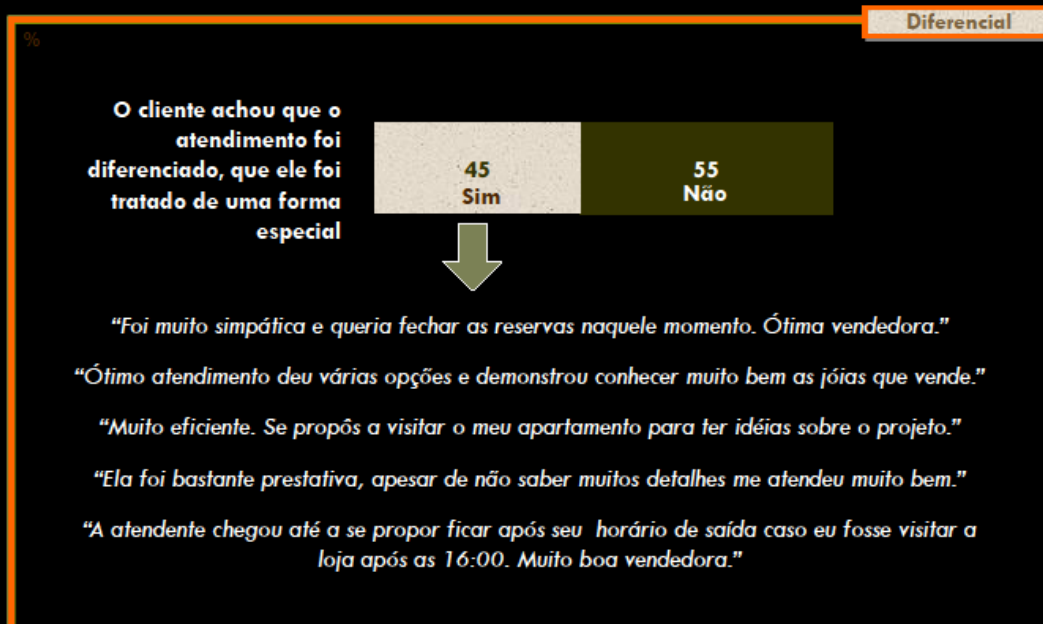 Diferencial
%
O cliente achou que o
atendimento foi
diferenciado, que ele foi
tratado de uma forma
especial
45
Sim
55
Não
“Foi muito simpática e queria fechar as reservas naquele momento. Ótima vendedora.”
“Ótimo atendimento deu várias opções e demonstrou conhecer muito bem as jóias que vende.”
“Muito eficiente. Se propôs a visitar o meu apartamento para ter idéias sobre o projeto.”
“Ela foi bastante prestativa, apesar de não saber muitos detalhes me atendeu muito bem.”
“A atendente chegou até a se propor ficar após seu  horário de saída caso eu fosse visitar a
loja após as 16:00. Muito boa vendedora.”